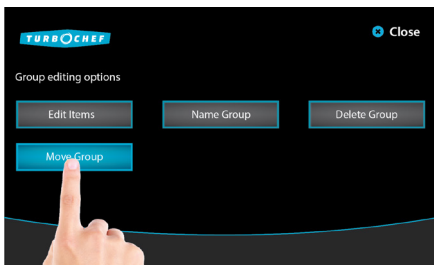 TURBOCHEF
Close
Group editing options
Edit Items
Name Group
Delete Group
Move Group